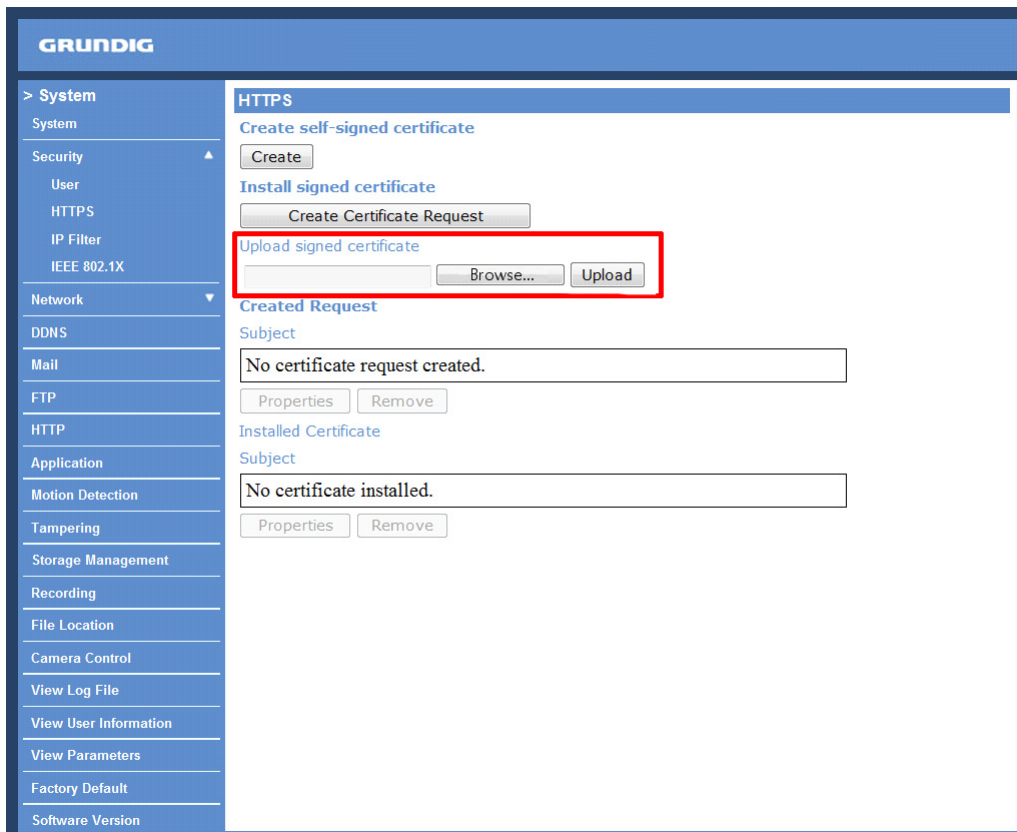 GRUNDIG
> System
System
Security
User
HTTPS
IP Filter
IEEE 802.1X
Network
DDNS
Mail
FTP
HTTP
Application
Motion Detection
Tampering
Storage Management
Recording
File Location
Camera Control
View Log File
View User Information
View Parameters
Factory Default
Software Version
HTTPS
Create self-signed certificate
Create
Install signed certificate
Create Certificate Request
Upload signed certificate
Browse... Upload
Created Request
Subject
No certificate request created.
Properties Remove
Installed Certificate
Subject
No certificate installed.
Properties Remove